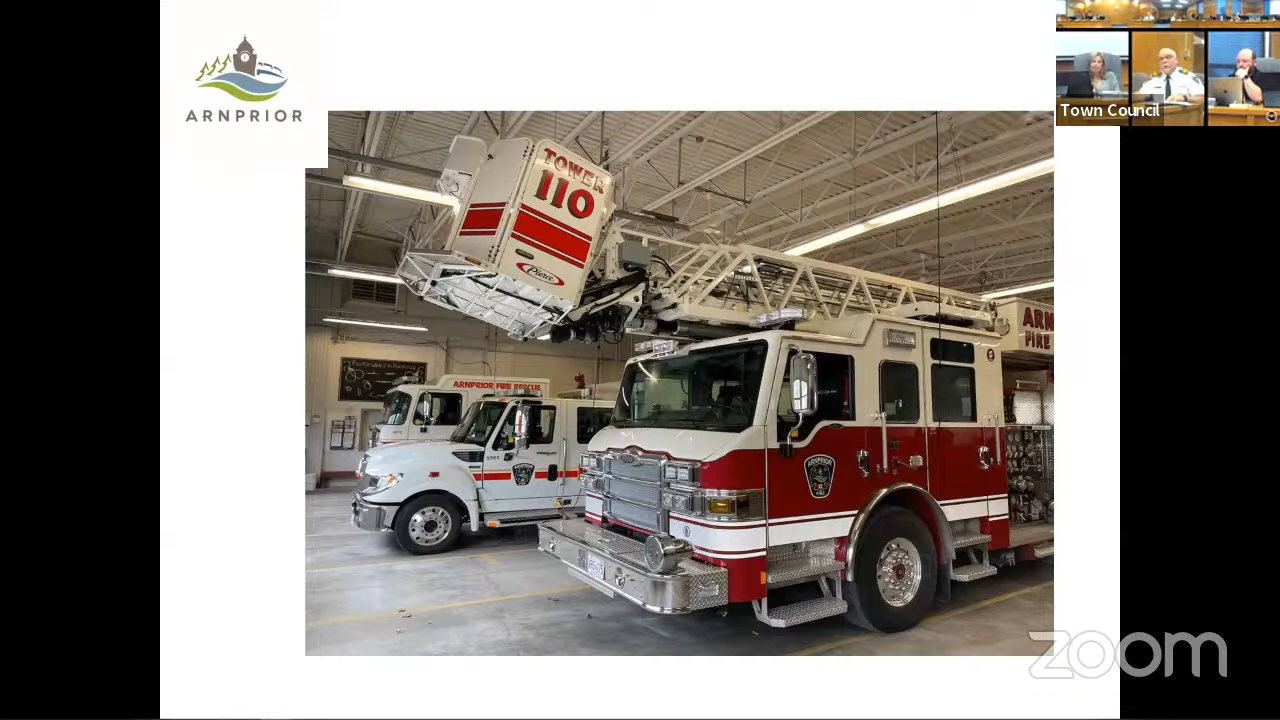 ARNPRIOR
Town Council
TOWER
110
Pierce
ARN
FIRE
ARNPRIOR FIRE RESCUE
ARNPRIOR
FIRE
zoom